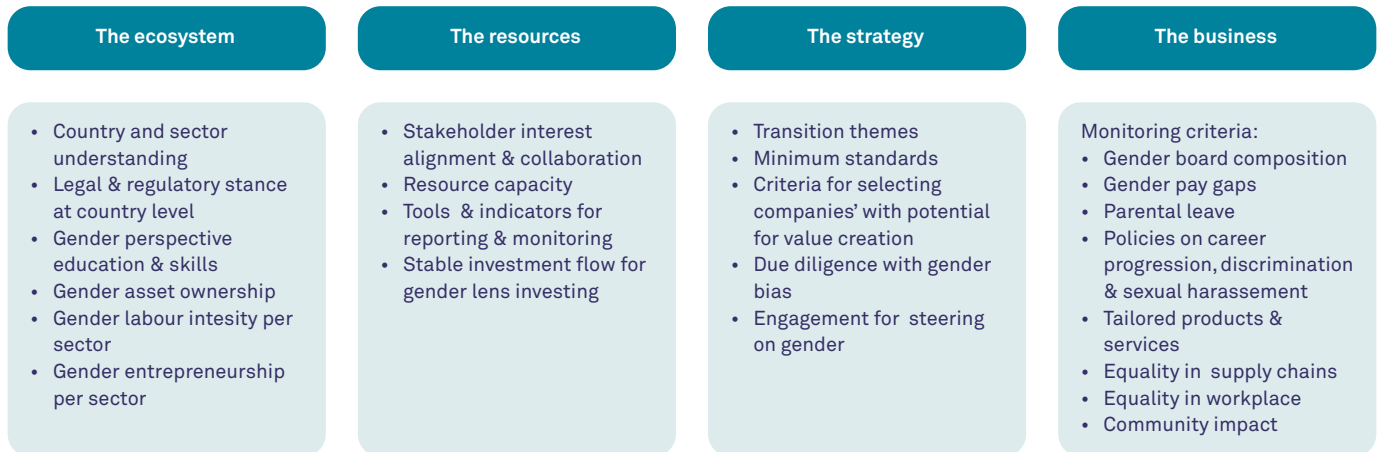 The ecosystem
• Country and sector
understanding
• Legal & regulatory stance
at country level
• Gender perspective
education & skills
• Gender asset ownership
• Gender labour intesity per
sector
• Gender entrepreneurship
per sector
The resources
• Stakeholder interest
alignment & collaboration
• Resource capacity
• Tools & indicators for
reporting & monitoring
• Stable investment flow for
gender lens investing
The strategy
• Transition themes
• Minimum standards
• Criteria for selecting
companies’ with potential
for value creation
• Due diligence with gender
bias
• Engagement for steering
on gender
The business
Monitoring criteria:
• Gender board composition
• Gender pay gaps
• Parental leave
• Policies on career
progression, discrimination
& sexual harassement
• Tailored products &
services
• Equality in supply chains
• Equality in workplace
• Community impact